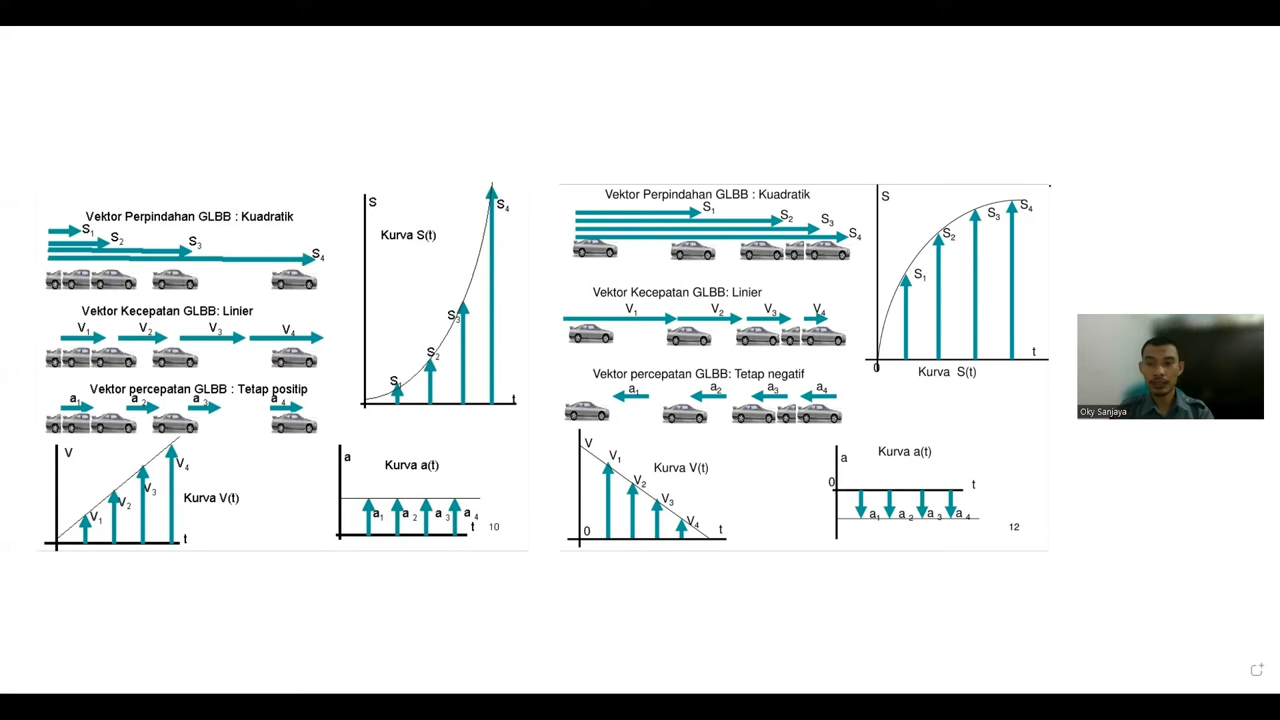 Vektor Perpindahan GLBB : Kuadratik
S1
S2
S3
S4
Vektor Kecepatan GLBB: Linier
V1 V2 V3 V4
Vektor percepatan GLBB : Tetap positip
a1 a2 a3 a4
S
Kurva S(t)
S1
S2
S3
S4
t
V
Kurva V(t)
V1
V2
V3
V4
t
a
Kurva a(t)
a1 a2 a3 a4
t
10
Vektor Perpindahan GLBB : Kuadratik
S1
S2
S3
S4
Vektor Kecepatan GLBB: Linier
V1 V2 V3 V4
Vektor percepatan GLBB: Tetap negatif
a1 a2 a3 a4
S
S1
S2
S3
S4
t
0
Kurva S(t)
V
V1
Kurva V(t)
V2
V3
V4
0
t
Kurva a(t)
a
0
t
a1 a2 a3 a4
12
Oky Sanjaya